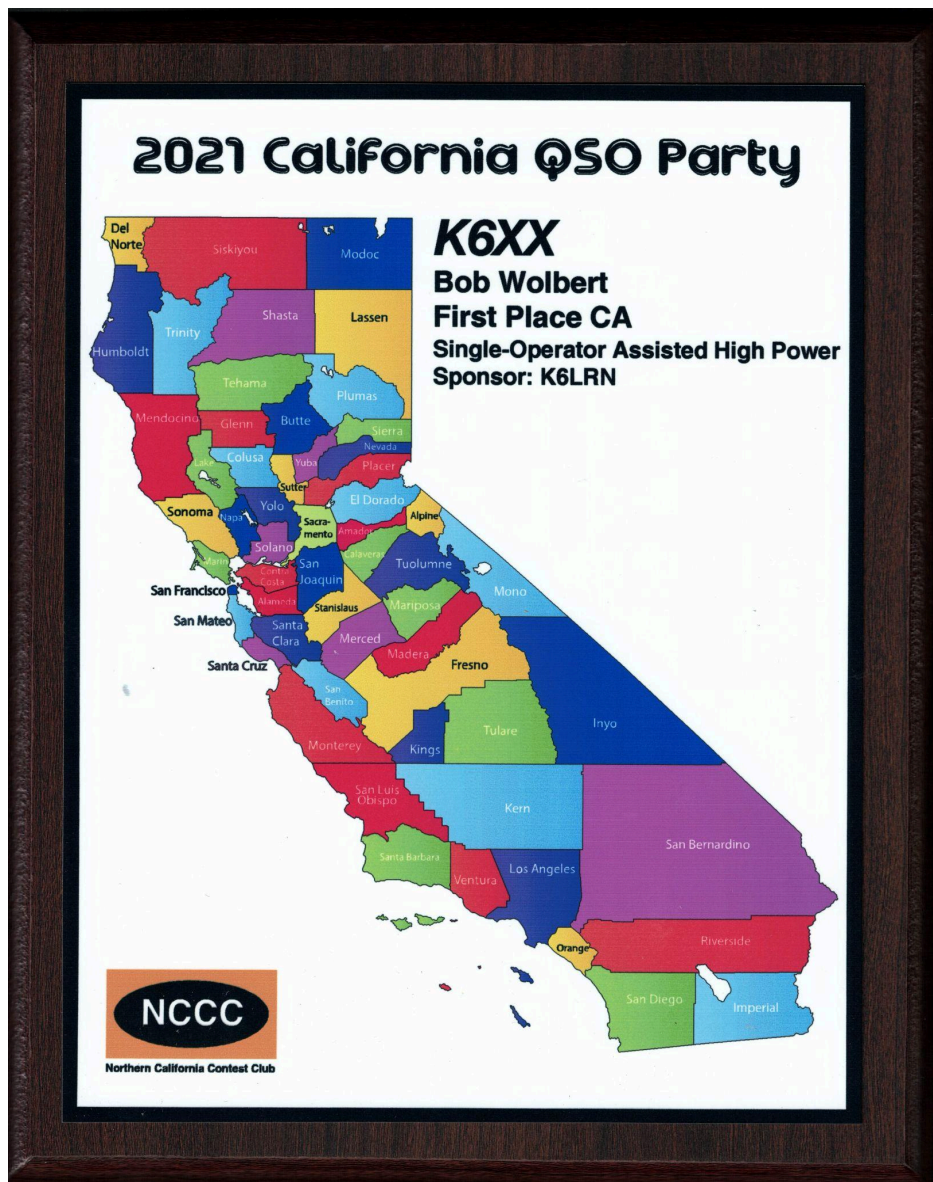 2021 California QSO Party
K6XX
Bob Wolbert
First Place CA
Single-Operator Assisted High Power
Sponsor: K6LRN
Del
Norte
Siskiyou
Modoc
Humboldt
Trinity
Shasta
Lassen
Tehama
Plumas
Mendocino
Glenn
Butte
Sierra
Lake
Colusa
Yuba
Nevada
Placer
Sutter
El Dorado
Sonoma
Napa
Yolo
Sacra-
mento
Amador
Alpine
Marin
Solano
Calaveras
Tuolumne
Contra
Costa
San
Joaquin
Mono
San Francisco
Alameda
Stanislaus
Mariposa
San Mateo
Santa
Clara
Merced
Madera
Santa Cruz
Fresno
San
Benito
Inyo
Monterey
Kings
Tulare
San Luis
Obispo
Kern
San Bernardino
Santa Barbara
Ventura
Los Angeles
Orange
Riverside
San Diego
Imperial
NCCC
Northern California Contest Club